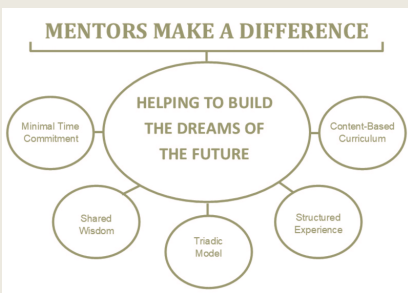 MENTORS MAKE A DIFFERENCE
HELPING TO BUILD
THE DREAMS OF
THE FUTURE
Minimal Time
Commitment
Content-Based
Curriculum
Shared
Wisdom
Structured
Experience
Triadic
Model